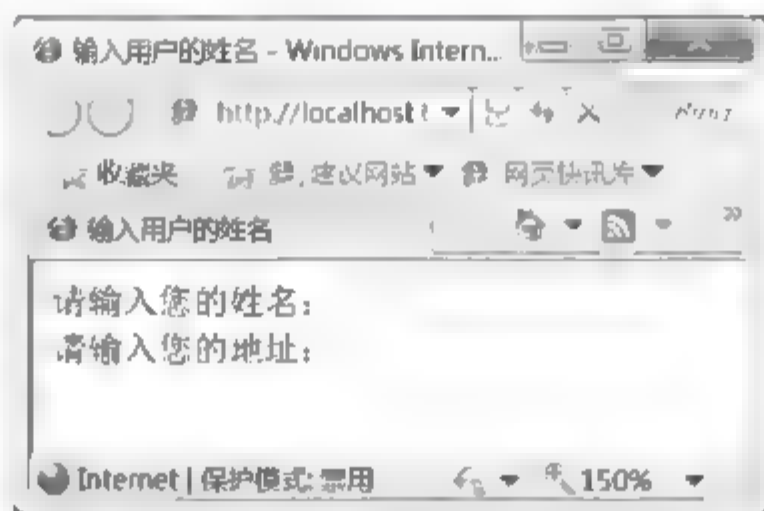 输入用户的姓名 - Windows Intern...
http://localhost
收藏夹 建议网站 网页快讯库
输入用户的姓名
请输入您的姓名:
请输入您的地址:
Internet | 保护模式: 禁用 150%